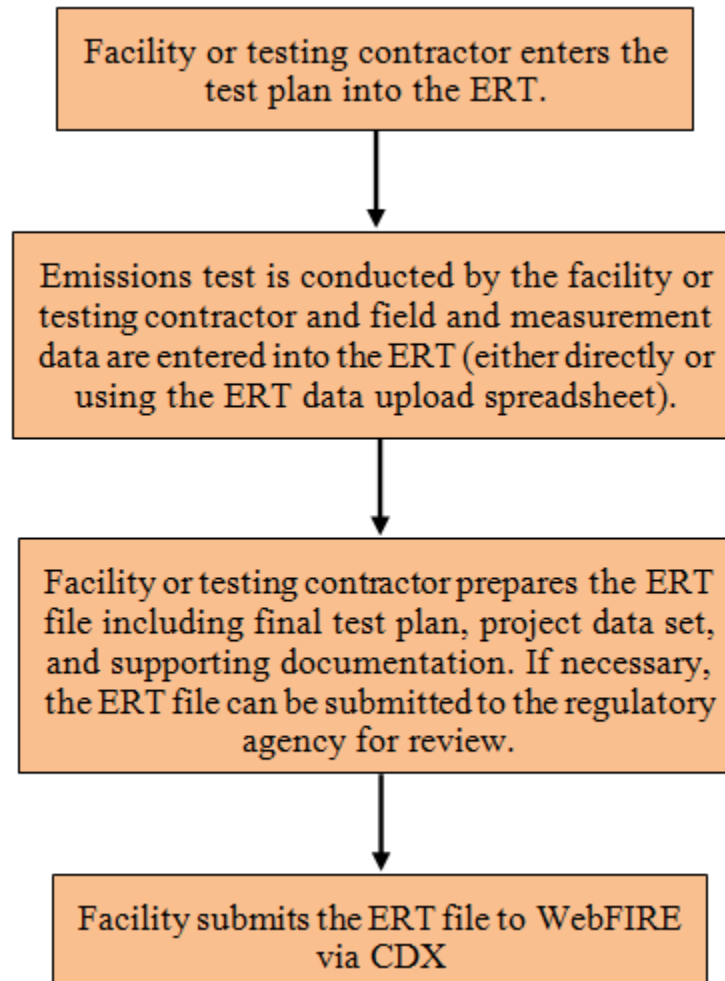 Facility or testing contractor enters the
test plan into the ERT.
Emissions test is conducted by the facility or
testing contractor and field and measurement
data are entered into the ERT (either directly or
using the ERT data upload spreadsheet).
Facility or testing contractor prepares the ERT
file including final test plan, project data set,
and supporting documentation. If necessary,
the ERT file can be submitted to the regulatory
agency for review.
Facility submits the ERT file to WebFIRE
via CDX